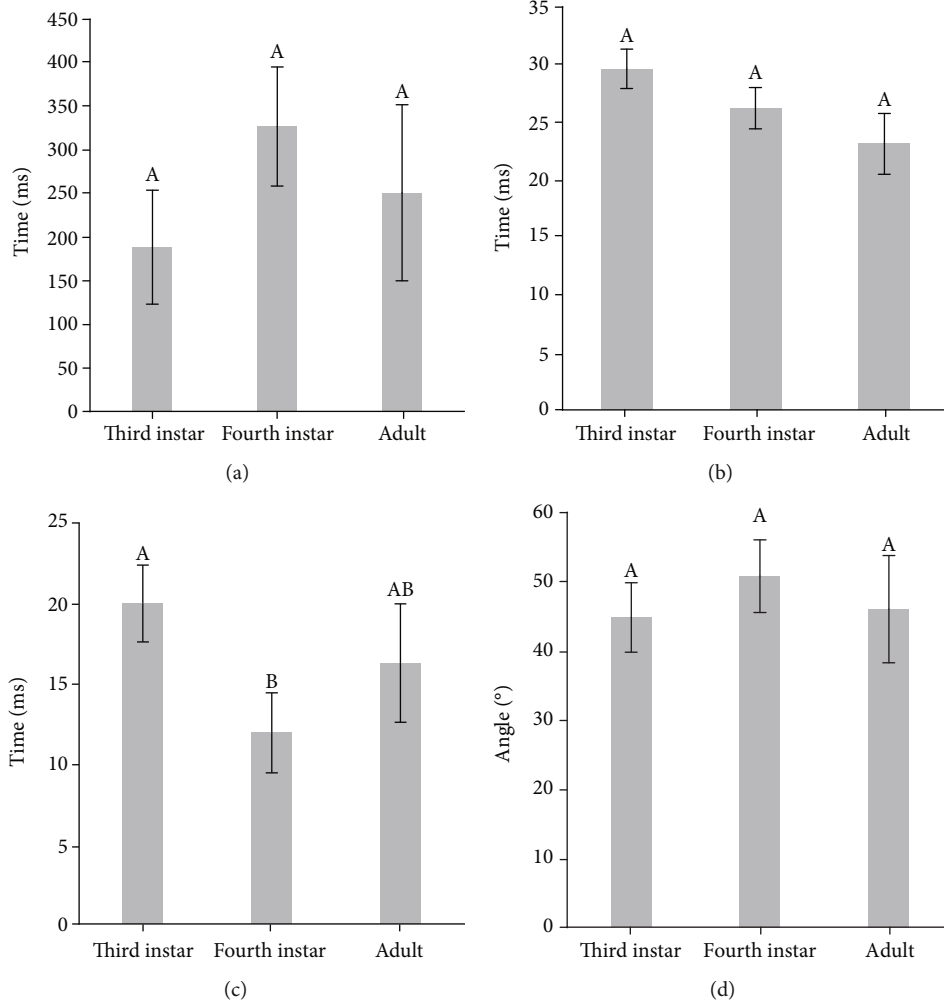 450
400
350
300
250
200
150
100
50
0
Time (ms)
A
A
A
Third instar Fourth instar Adult
(a)
35
30
25
20
15
10
5
0
Time (ms)
A
A
A
Third instar Fourth instar Adult
(b)
25
20
15
10
5
0
Time (ms)
A
B
AB
Third instar Fourth instar Adult
(c)
60
50
40
30
20
10
0
Angle (°)
A
A
A
Third instar Fourth instar Adult
(d)